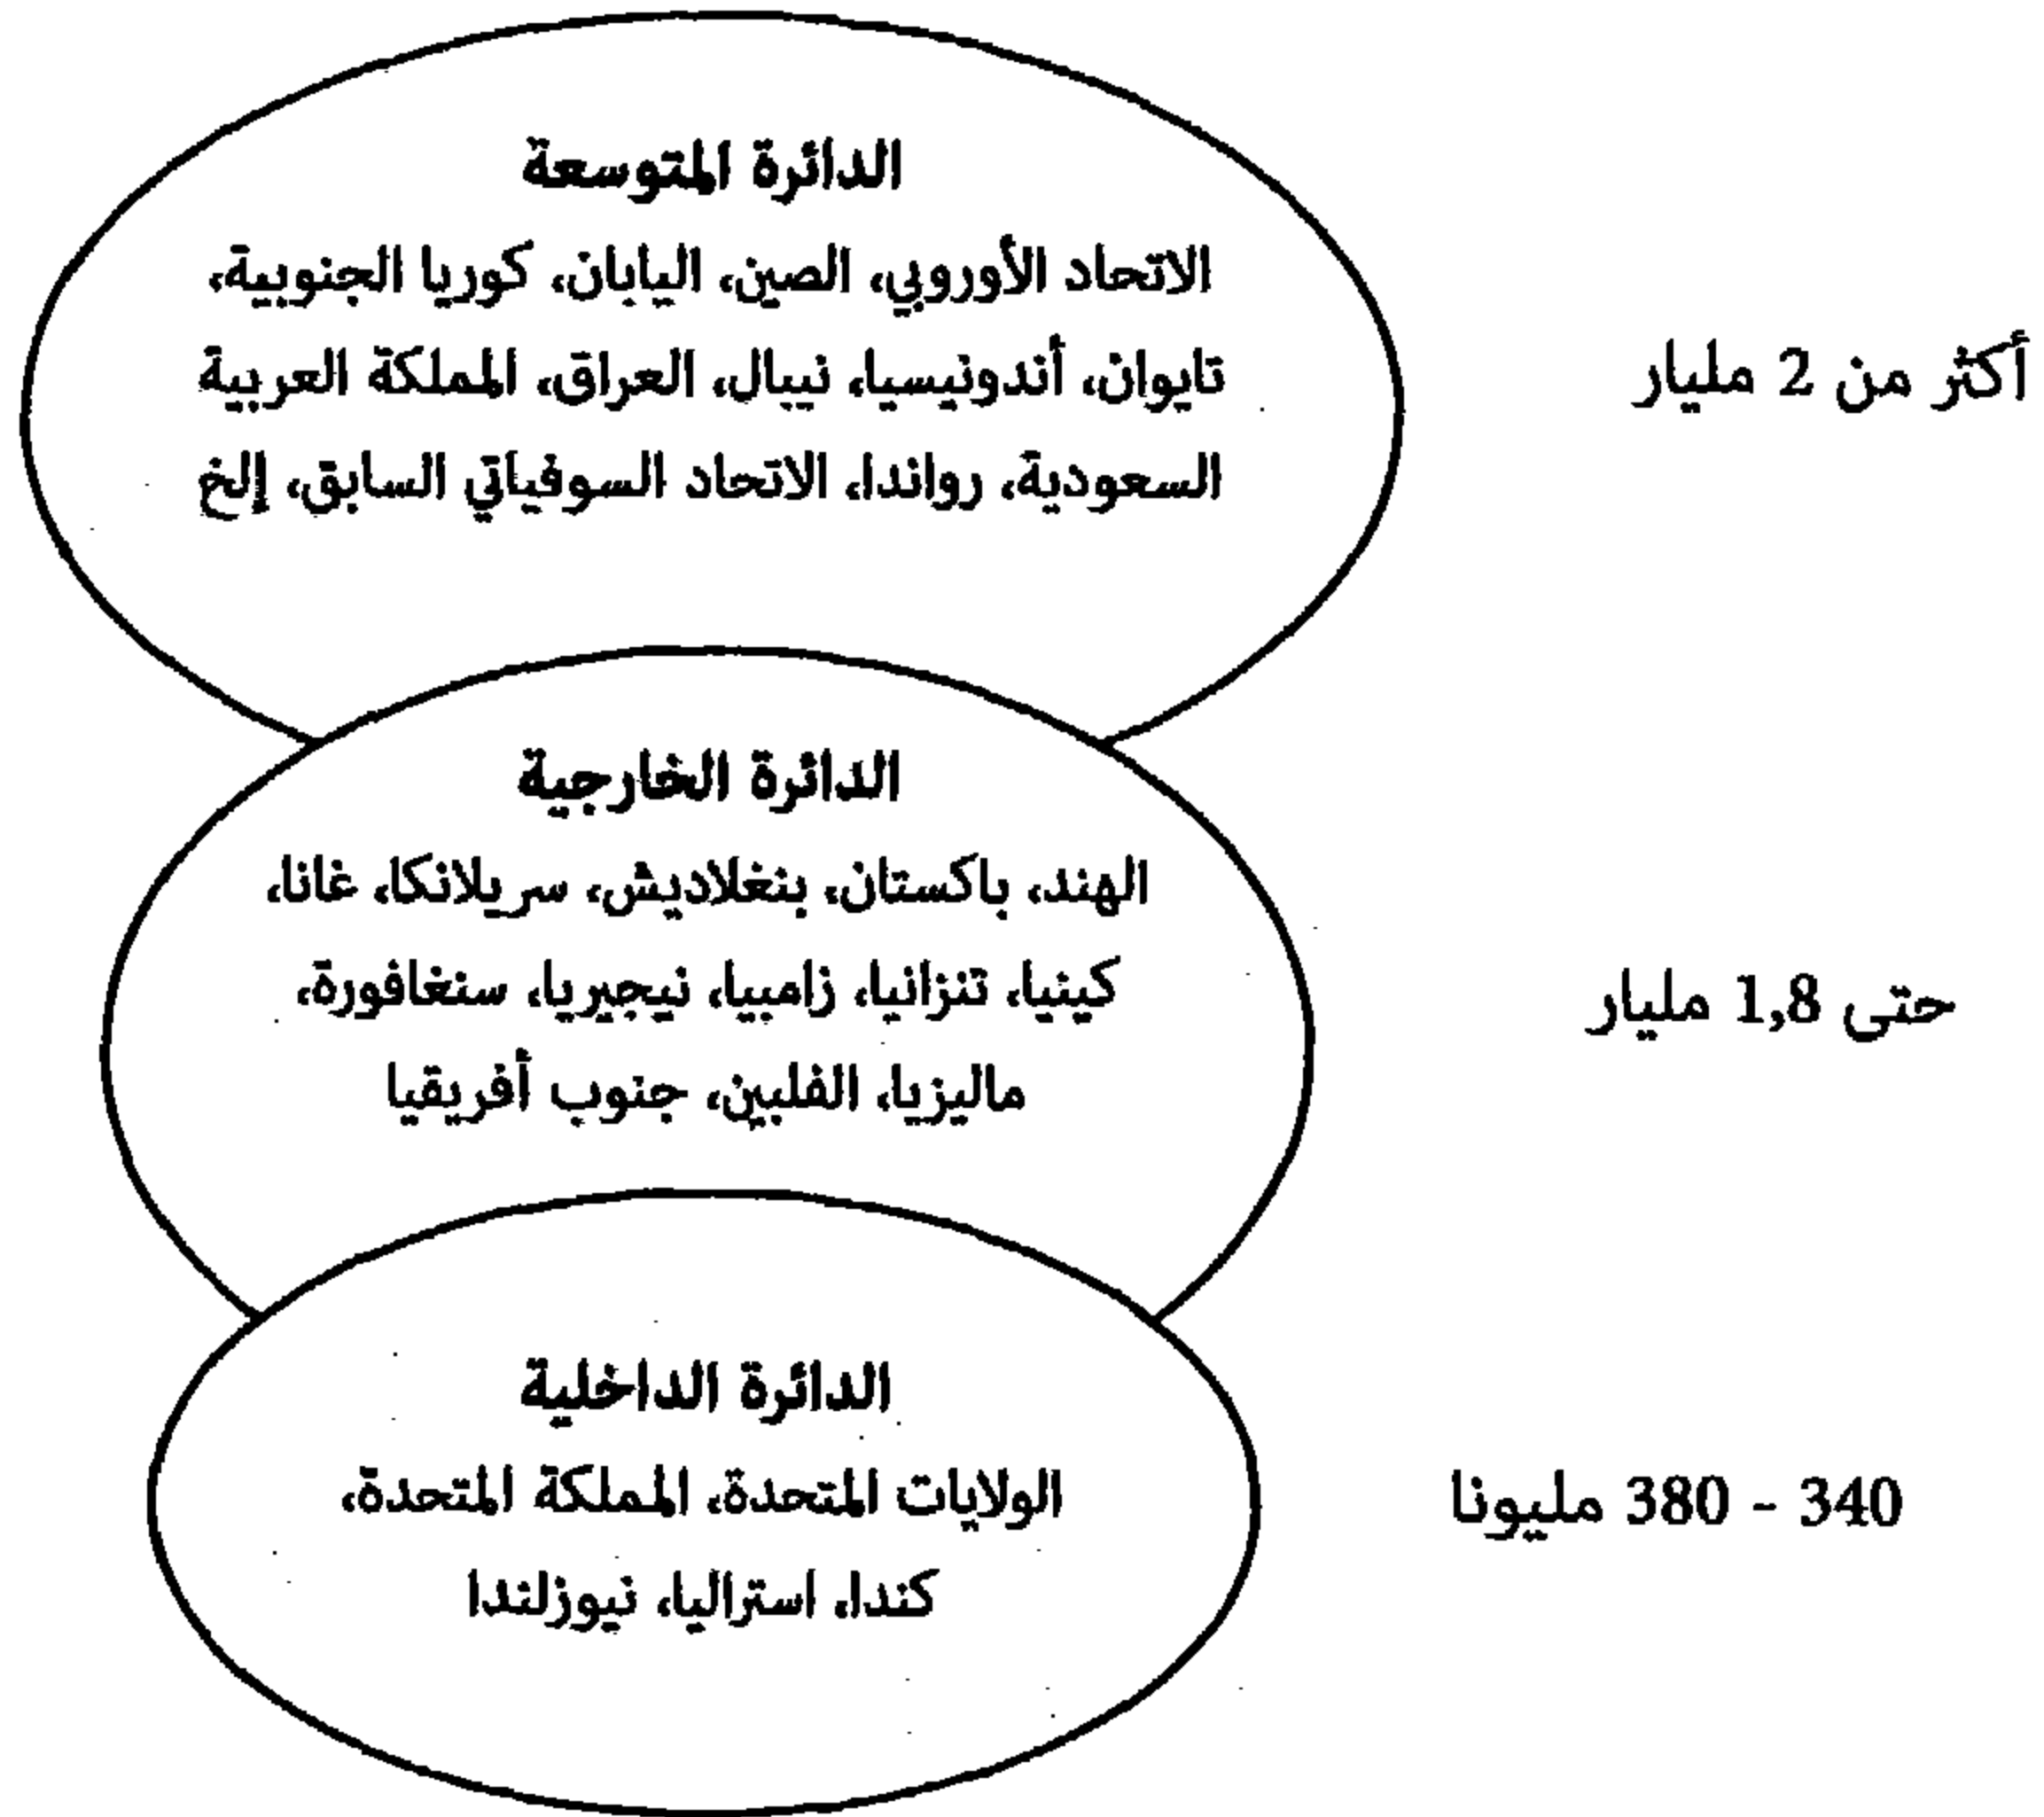 الدائرة المتوسعة
الاتحاد الأوروبي، الصين، اليابان، كوريا الجنوبية،
تايوان، أندونيسيا، نيبال، العراق، المملكة العربية
السعودية، رواندا، الاتحاد السوفياتي السابق، إلخ
أكثر من 2 مليار
الدائرة الخارجية
الهند، باكستان، بنغلاديش، سريلانكا، غانا،
كينيا، تنزانيا، زامبيا، نيجيريا، سنغافورة،
ماليزيا، الفلبين، جنوب أفريقيا
حتى 1,8 مليار
الدائرة الداخلية
الولايات المتحدة، المملكة المتحدة،
كندا، استراليا، نيوزلندا
340 - 380 مليونا